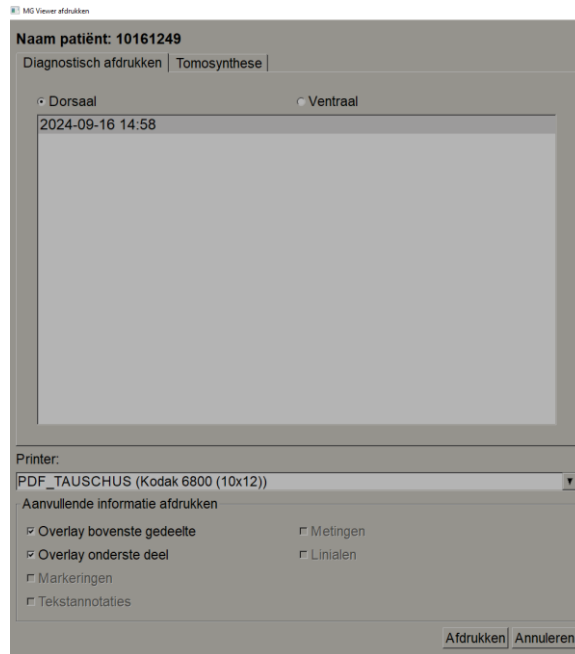 MG Viewer afdrukken
Naam patiënt: 10161249
Diagnostisch afdrukken Tomosynthese
Dorsaal Ventraal
2024-09-16 14:58
Printer:
PDF_TAUSCHUS (Kodak 6800 (10x12))
Aanvullende informatie afdrukken
Overlay bovenste gedeelte Metingen
Overlay onderste deel Linialen
Markeringen
Tekstannotaties
Afdrukken Annuleren